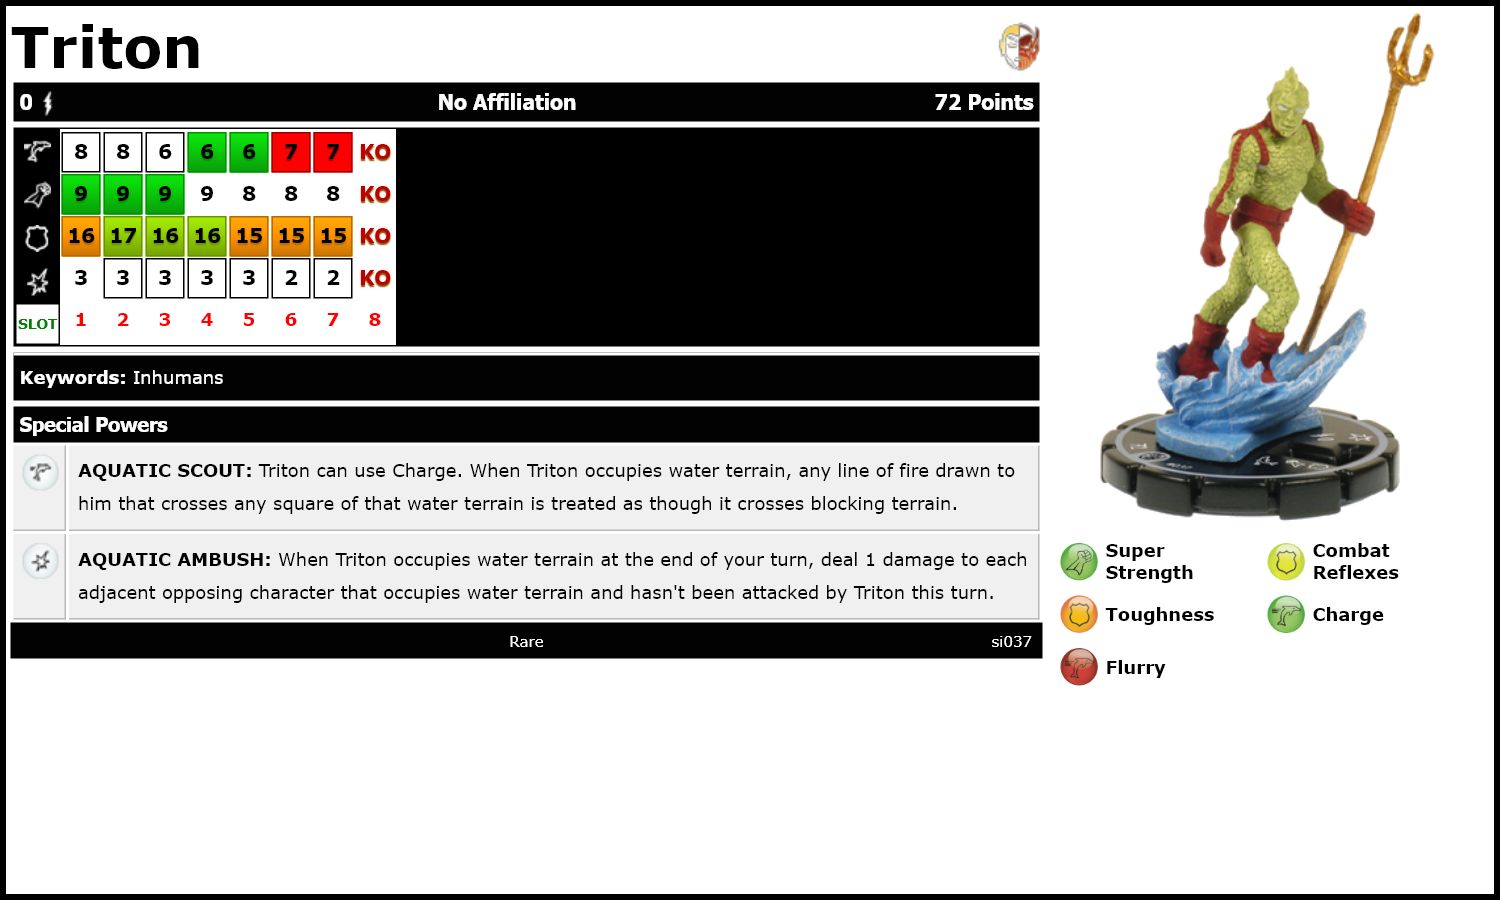 Triton
0 No Affiliation 72 Points
8 8 6 6 6 7 7 KO
9 9 9 9 8 8 8 KO
16 17 16 16 15 15 15 KO
3 3 3 3 3 2 2 KO
SLOT 1 2 3 4 5 6 7 8
Keywords: Inhumans
Special Powers
AQUATIC SCOUT: Triton can use Charge. When Triton occupies water terrain, any line of fire drawn to
him that crosses any square of that water terrain is treated as though it crosses blocking terrain.
AQUATIC AMBUSH: When Triton occupies water terrain at the end of your turn, deal 1 damage to each
adjacent opposing character that occupies water terrain and hasn't been attacked by Triton this turn.
Rare si037
Super
Strength
Combat
Reflexes
Toughness
Charge
Flurry